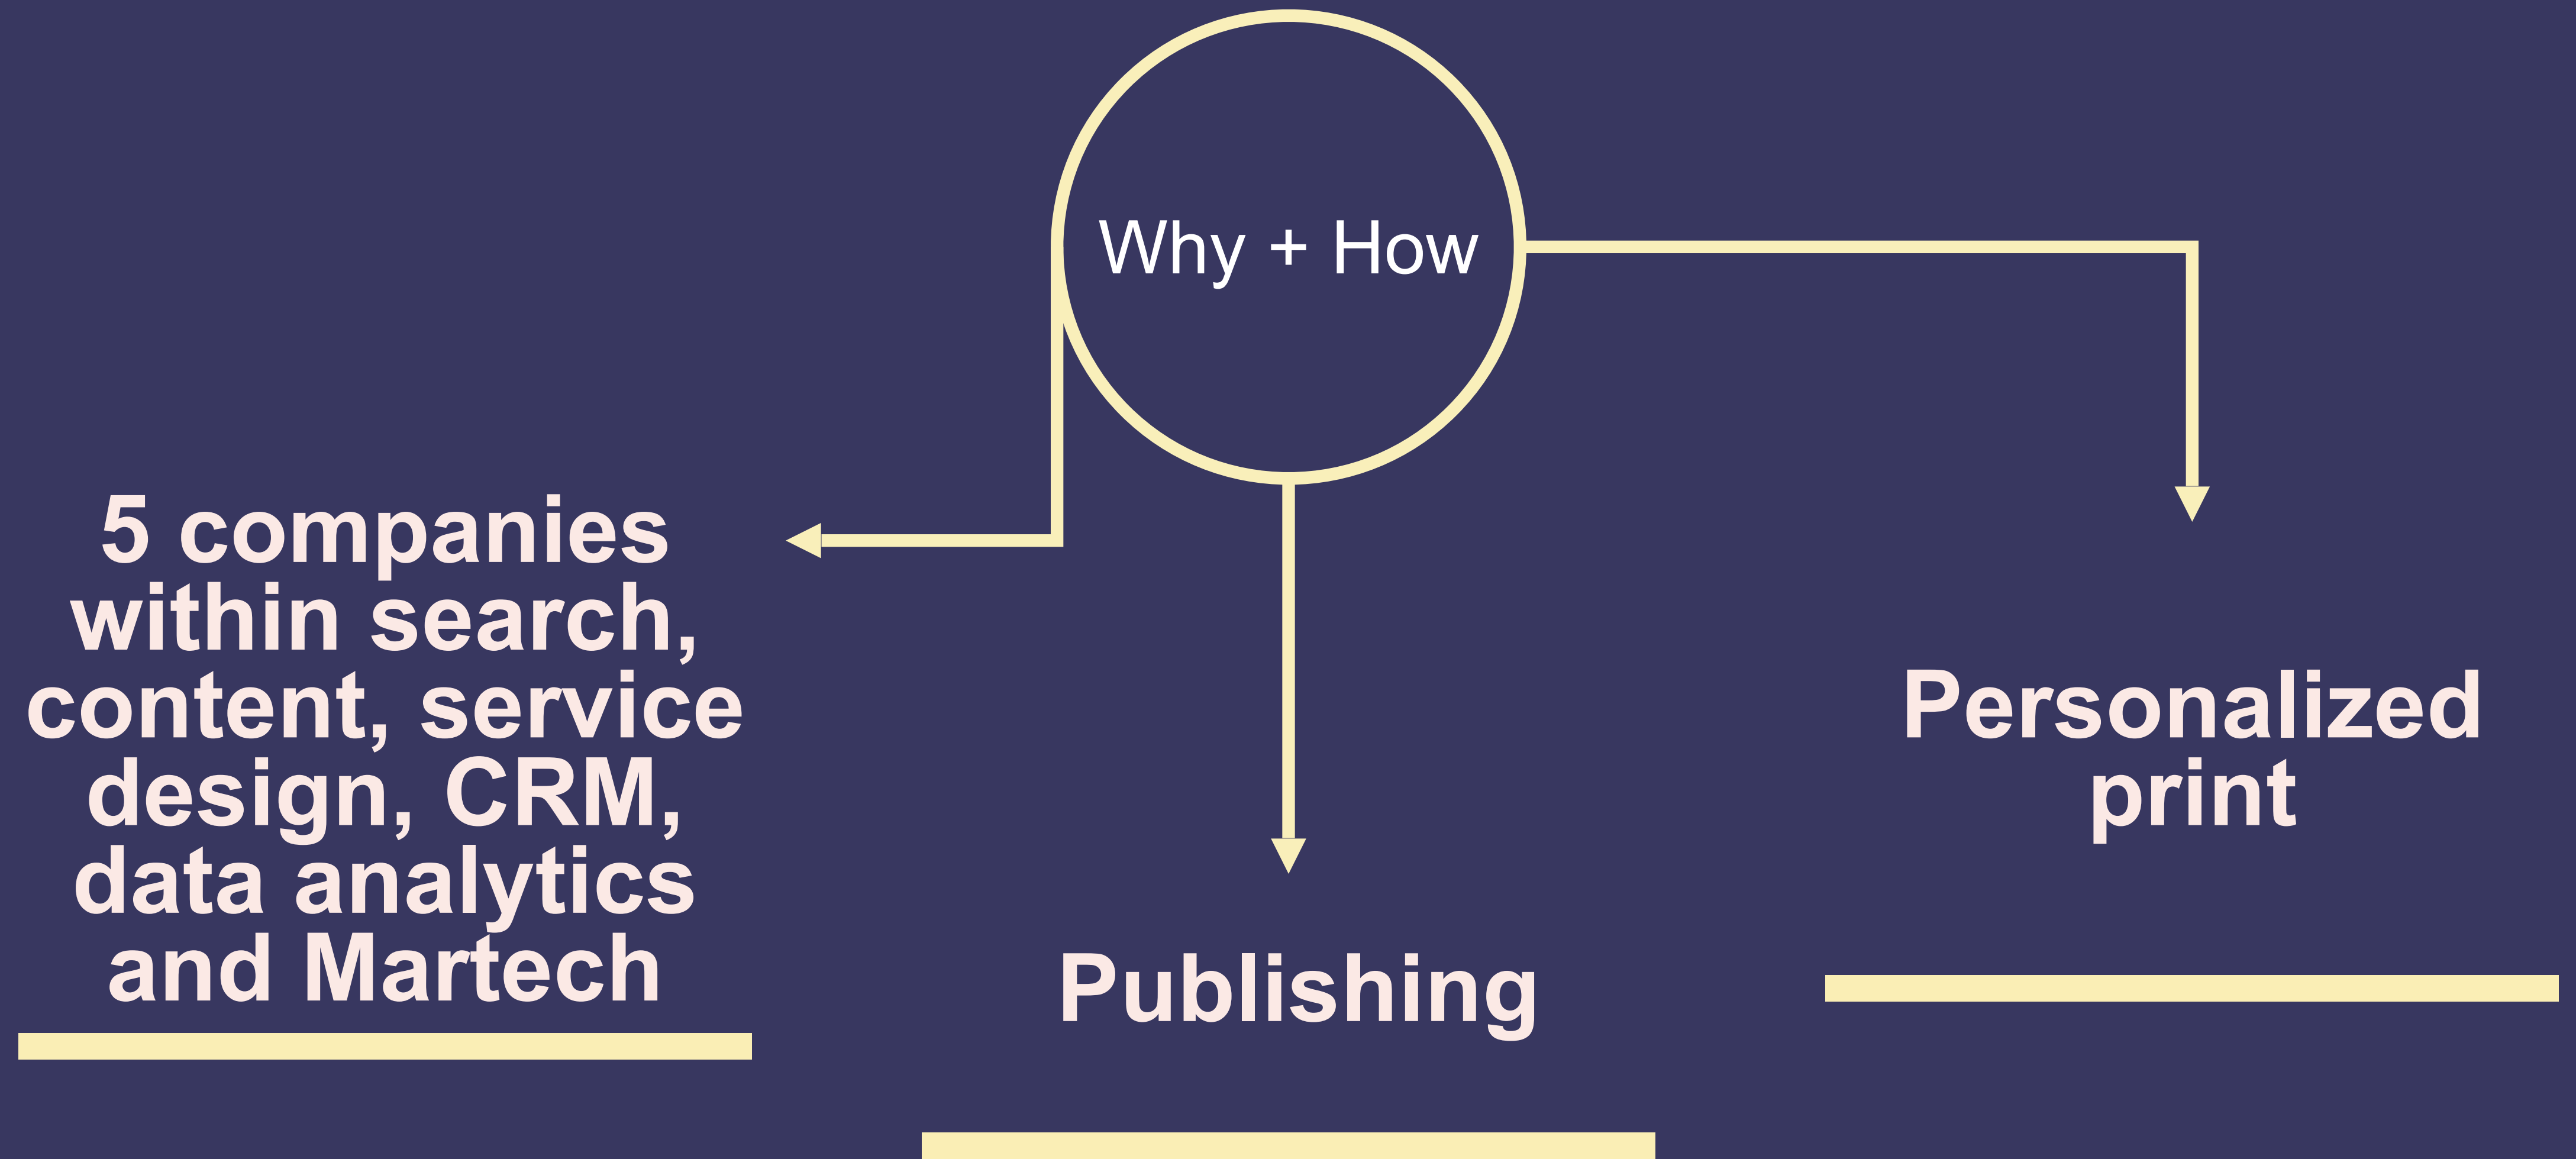 Why + How
5 companies
within search,
content, service
design, CRM,
data analytics
and Martech
Publishing
Personalized
print